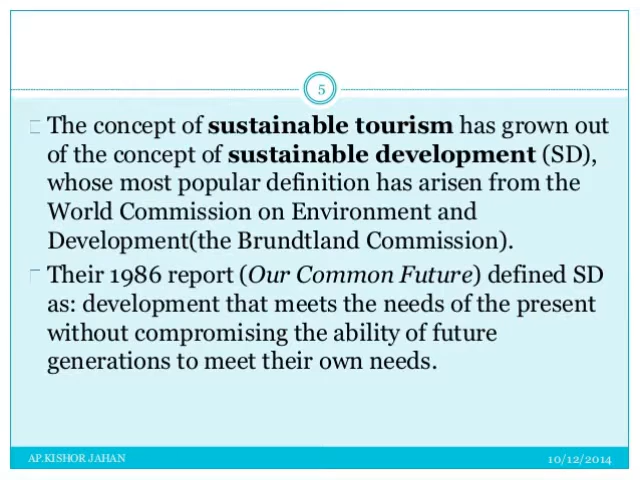 5
The concept of sustainable tourism has grown out
of the concept of sustainable development (SD),
whose most popular definition has arisen from the
World Commission on Environment and
Development(the Brundtland Commission).
Their 1986 report (Our Common Future) defined SD
as: development that meets the needs of the present
without compromising the ability of future
generations to meet their own needs.
AP.KISHOR JAHAN
10/12/2014